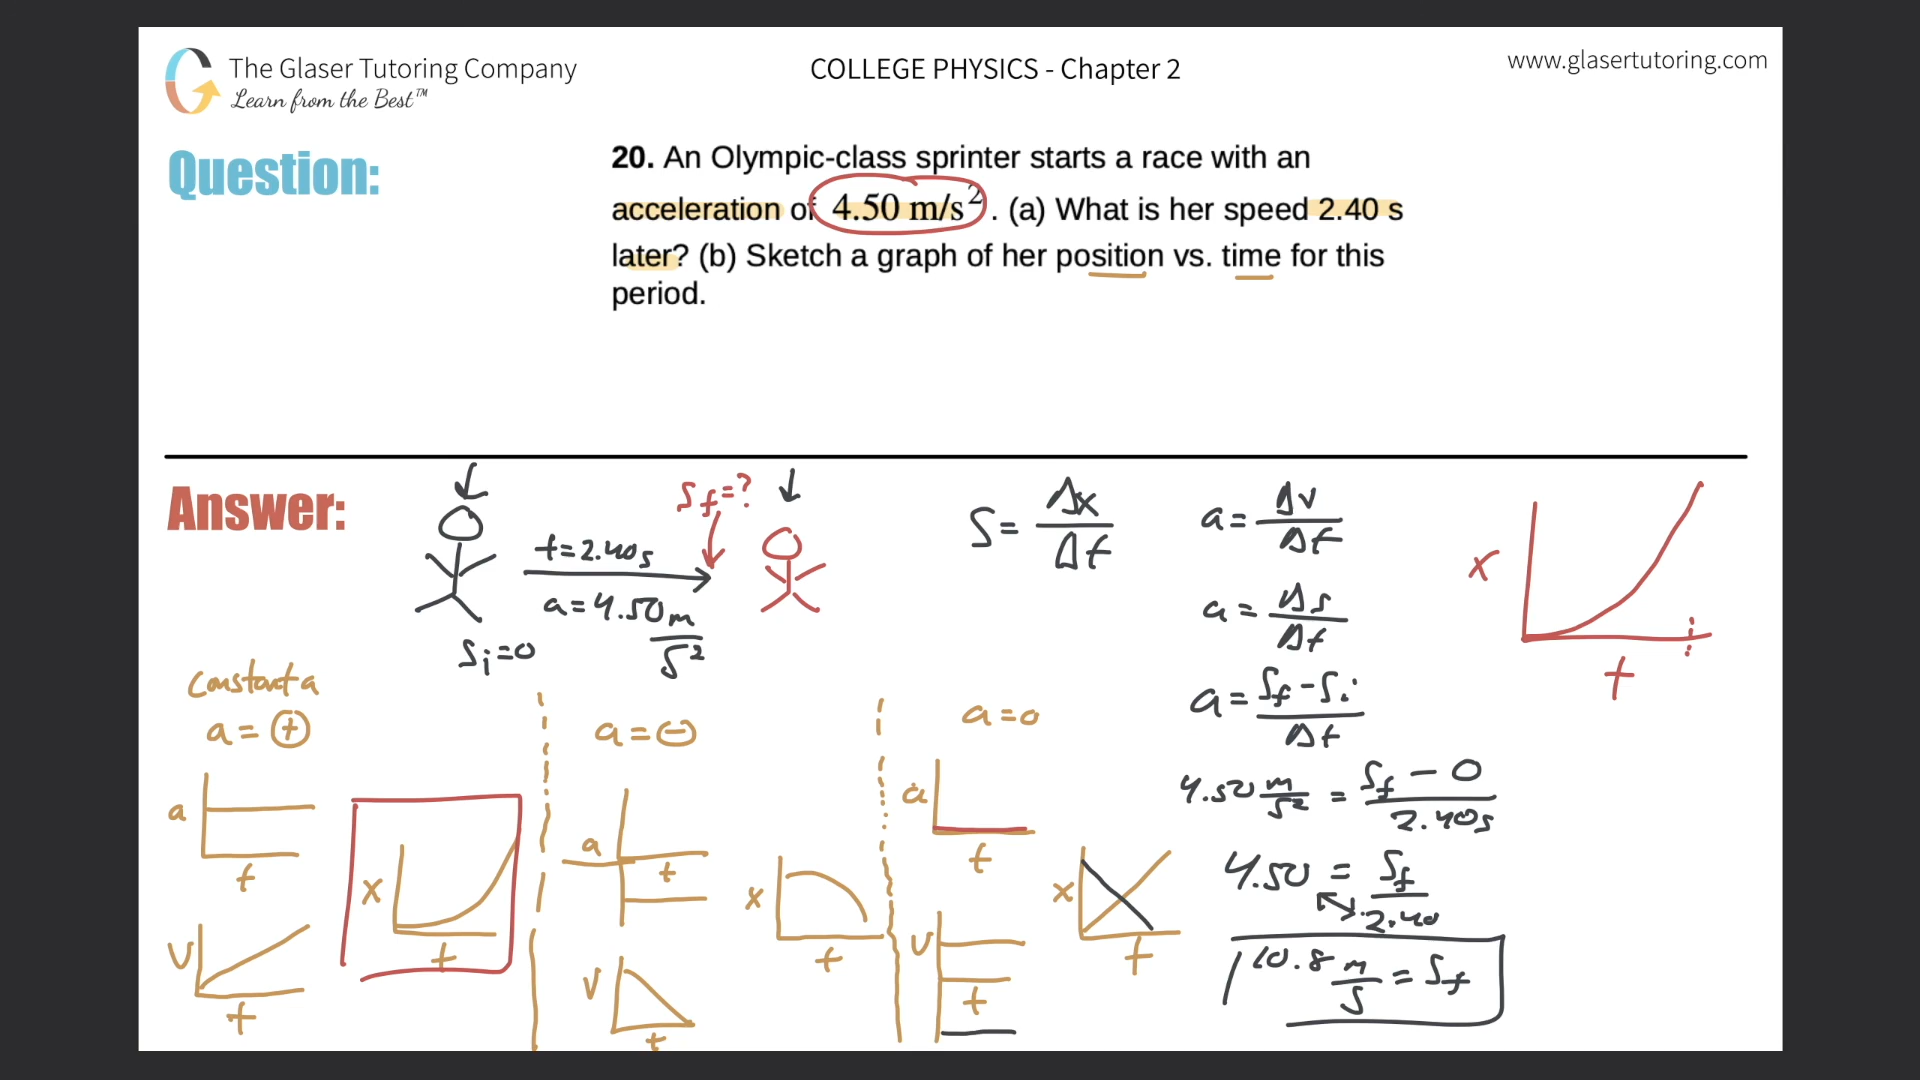 The Glaser Tutoring Company
Learn from the Best™
COLLEGE PHYSICS - Chapter 2
www.glasertutoring.com
Question:
20. An Olympic-class sprinter starts a race with an
acceleration of 4.50 m/s². (a) What is her speed 2.40 s
later? (b) Sketch a graph of her position vs. time for this
period.
Answer:
Sf=?
t=2.40s
a=4.50 m/s²
Si=0
S= Δx/Δt
a= Δv/Δt
a= Δs/Δt
a= Sf-Si/Δt
4.50 m/s² = Sf-0/2.40s
4.50 = Sf/2.40
10.8 m/s = Sf
x
t
constant a
a= +
a
t
x
t
v
t
a= -
a
t
x
t
v
t
a=0
a
t
x
t
v
t